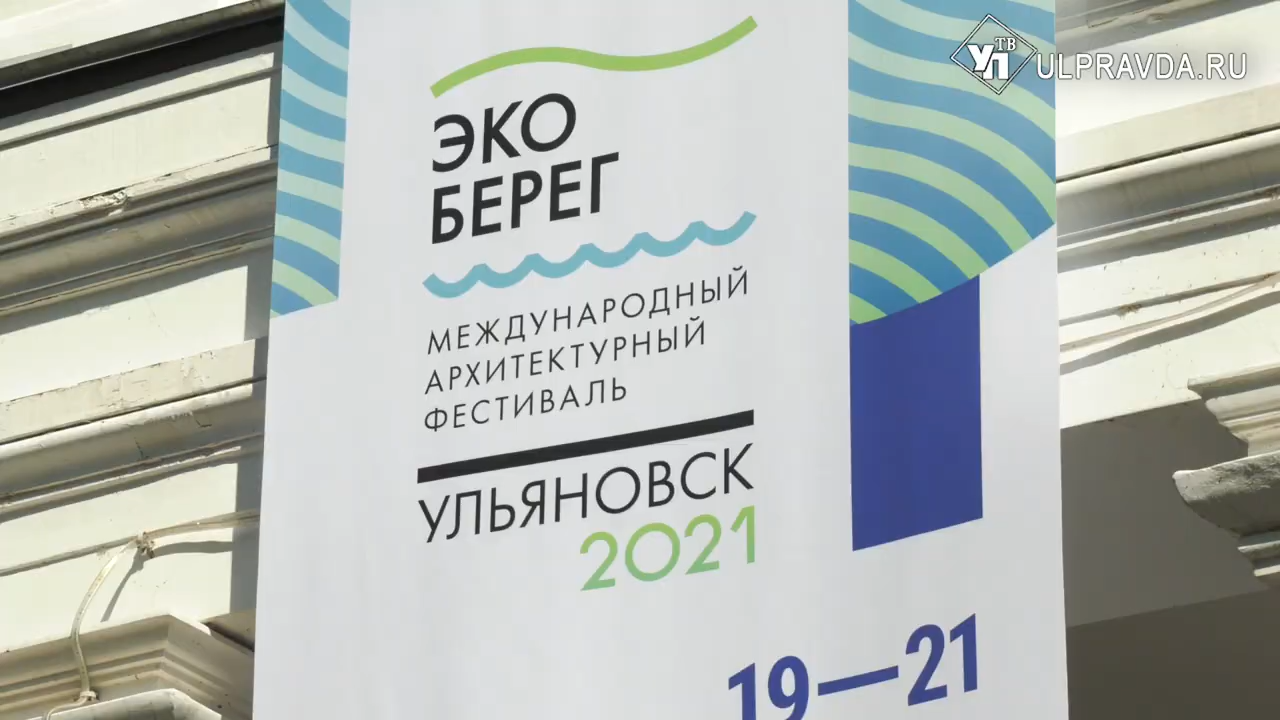 УП ТВ ULPRAVDA.RU
ЭКО
БЕРЕГ
МЕЖДУНАРОДНЫЙ
АРХИТЕКТУРНЫЙ
ФЕСТИВАЛЬ
УЛЬЯНОВСК
2021
19—21